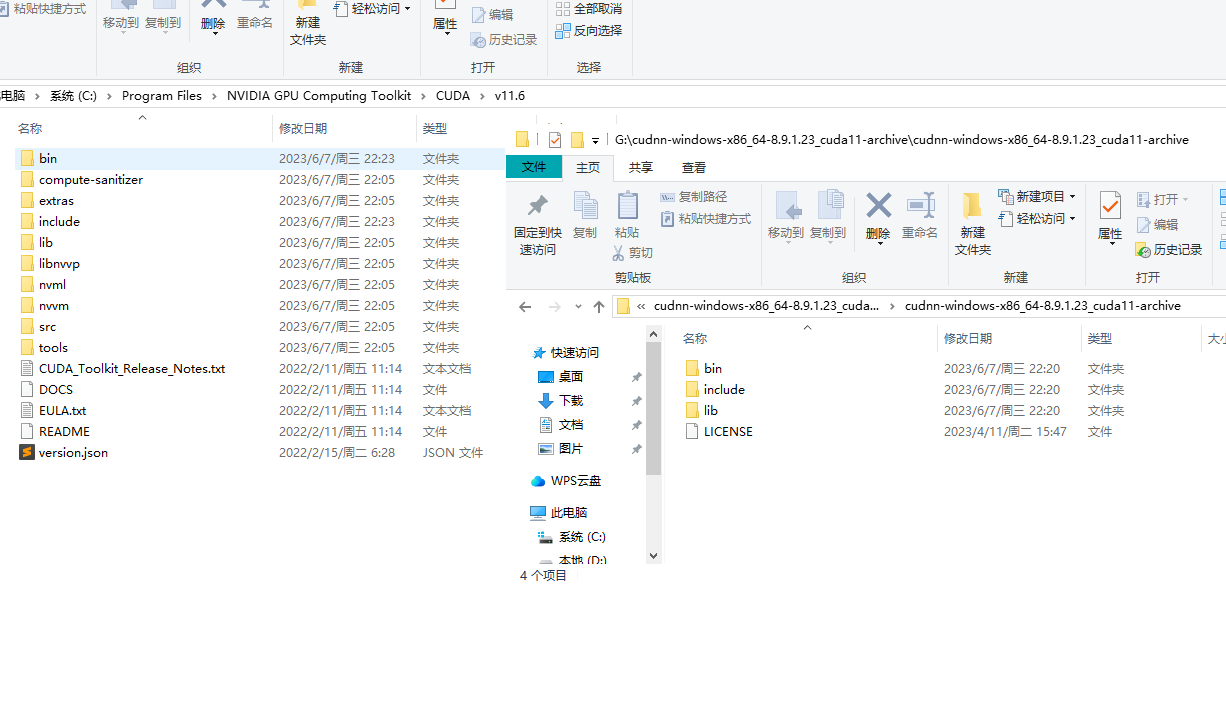 粘贴快捷方式
移动到 复制到 删除 重命名 新建文件夹 轻松访问 属性 编辑 历史记录 全部取消 反向选择
组织 新建 打开 选择
系统 (C:) Program Files NVIDIA GPU Computing Toolkit CUDA v11.6
名称 修改日期 类型
bin 2023/6/7/周三 22:23 文件夹
compute-sanitizer 2023/6/7/周三 22:05 文件夹
extras 2023/6/7/周三 22:05 文件夹
include 2023/6/7/周三 22:23 文件夹
lib 2023/6/7/周三 22:05 文件夹
libnvvp 2023/6/7/周三 22:05 文件夹
nvml 2023/6/7/周三 22:05 文件夹
nvvm 2023/6/7/周三 22:05 文件夹
src 2023/6/7/周三 22:05 文件夹
tools 2023/6/7/周三 22:05 文件夹
CUDA_Toolkit_Release_Notes.txt 2022/2/11/周五 11:14 文本文档
DOCS 2022/2/11/周五 11:14 文件
EULA.txt 2022/2/11/周五 11:14 文本文档
README 2022/2/11/周五 11:14 文件
version.json 2022/2/15/周二 6:28 JSON 文件
G:\cudnn-windows-x86_64-8.9.1.23_cuda11-archive\cudnn-windows-x86_64-8.9.1.23_cuda11-archive
文件 主页 共享 查看
固定到快速访问 复制 粘贴 复制路径 粘贴快捷方式 剪切 移动到 复制到 删除 重命名 新建文件夹 新建项目 轻松访问 属性 打开 编辑 历史记录
剪贴板 组织 新建 打开
« cudnn-windows-x86_64-8.9.1.23_cuda... cudnn-windows-x86_64-8.9.1.23_cuda11-archive
快速访问
桌面
下载
文档
图片
WPS云盘
此电脑
系统 (C:)
本地 (D:)
名称 修改日期 类型
bin 2023/6/7/周三 22:20 文件夹
include 2023/6/7/周三 22:20 文件夹
lib 2023/6/7/周三 22:20 文件夹
LICENSE 2023/4/11/周二 15:47 文件
4 个项目